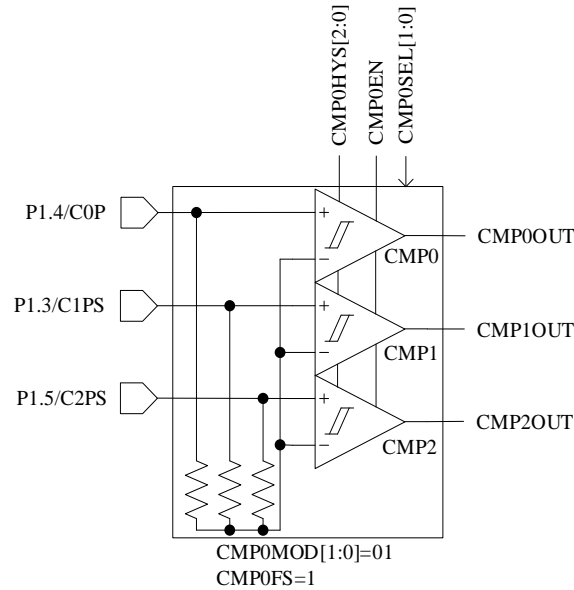 CMP0HYS[2:0]
CMP0EN
CMP0SEL[1:0]
P1.4/C0P
+
−
CMP0
CMP0OUT
P1.3/C1PS
+
−
CMP1
CMP1OUT
P1.5/C2PS
+
−
CMP2
CMP2OUT
CMP0MOD[1:0]=01
CMP0FS=1